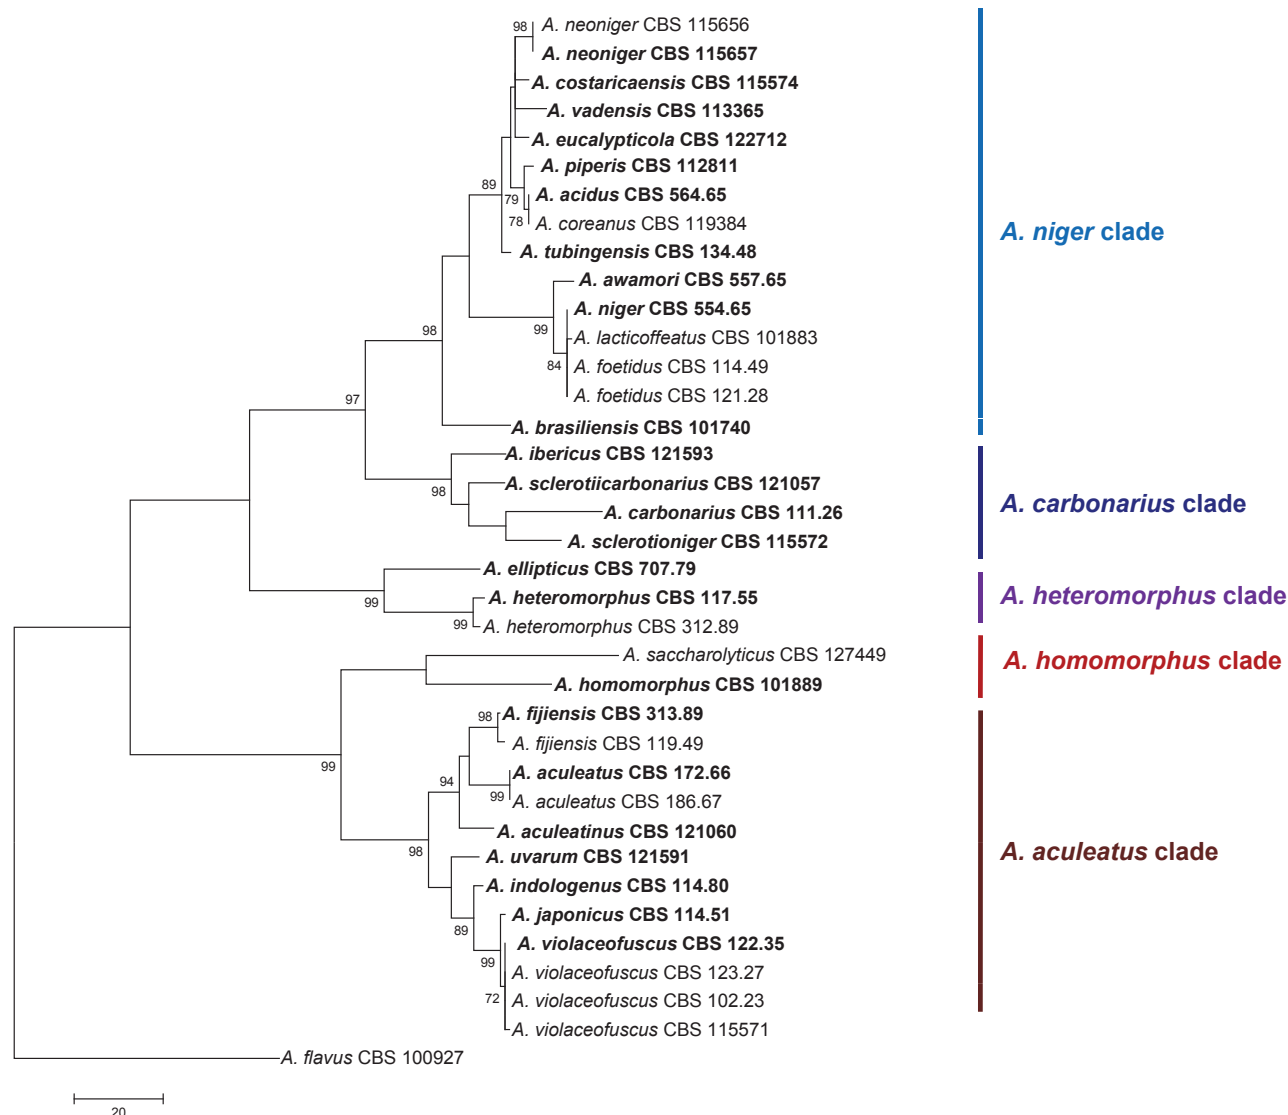 98
A. neoniger CBS 115656
A. neoniger CBS 115657
A. costaricaensis CBS 115574
A. vadensis CBS 113365
A. eucalypticola CBS 122712
A. piperis CBS 112811
89
79
A. acidus CBS 564.65
78
A. coreanus CBS 119384
A. niger clade
A. tubingensis CBS 134.48
A. awamori CBS 557.65
A. niger CBS 554.65
98
99
A. lacticoffeatus CBS 101883
84
A. foetidus CBS 114.49
A. foetidus CBS 121.28
97
A. brasiliensis CBS 101740
A. ibericus CBS 121593
98
A. sclerotiicarbonarius CBS 121057
A. carbonarius clade
A. carbonarius CBS 111.26
A. sclerotioniger CBS 115572
A. ellipticus CBS 707.79
99
A. heteromorphus CBS 117.55
A. heteromorphus clade
99
A. heteromorphus CBS 312.89
A. saccharolyticus CBS 127449
A. homomorphus clade
A. homomorphus CBS 101889
98
A. fijiensis CBS 313.89
A. fijiensis CBS 119.49
99
A. aculeatus CBS 172.66
94
99
A. aculeatus CBS 186.67
A. aculeatinus CBS 121060
98
A. aculeatus clade
A. uvarum CBS 121591
A. indologenus CBS 114.80
A. japonicus CBS 114.51
89
A. violaceofuscus CBS 122.35
99
A. violaceofuscus CBS 123.27
72
A. violaceofuscus CBS 102.23
A. violaceofuscus CBS 115571
A. flavus CBS 100927
20